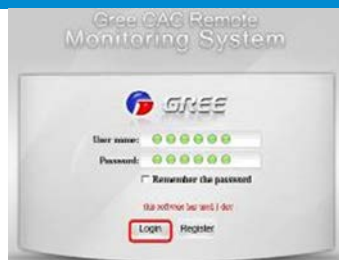 Gree CAC Remote
Monitoring System
GREE
User name:
Password:
Remember the password
Login
Register